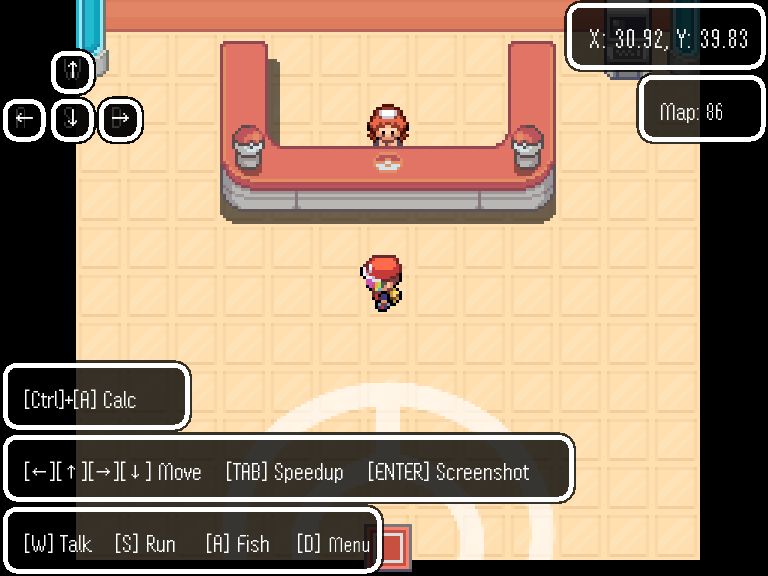 X: 30.92, Y: 39.83
Map: 86
[Ctrl]+[A] Calc
[←][↑][→][↓] Move [TAB] Speedup [ENTER] Screenshot
[W] Talk [S] Run [A] Fish [D] Menu